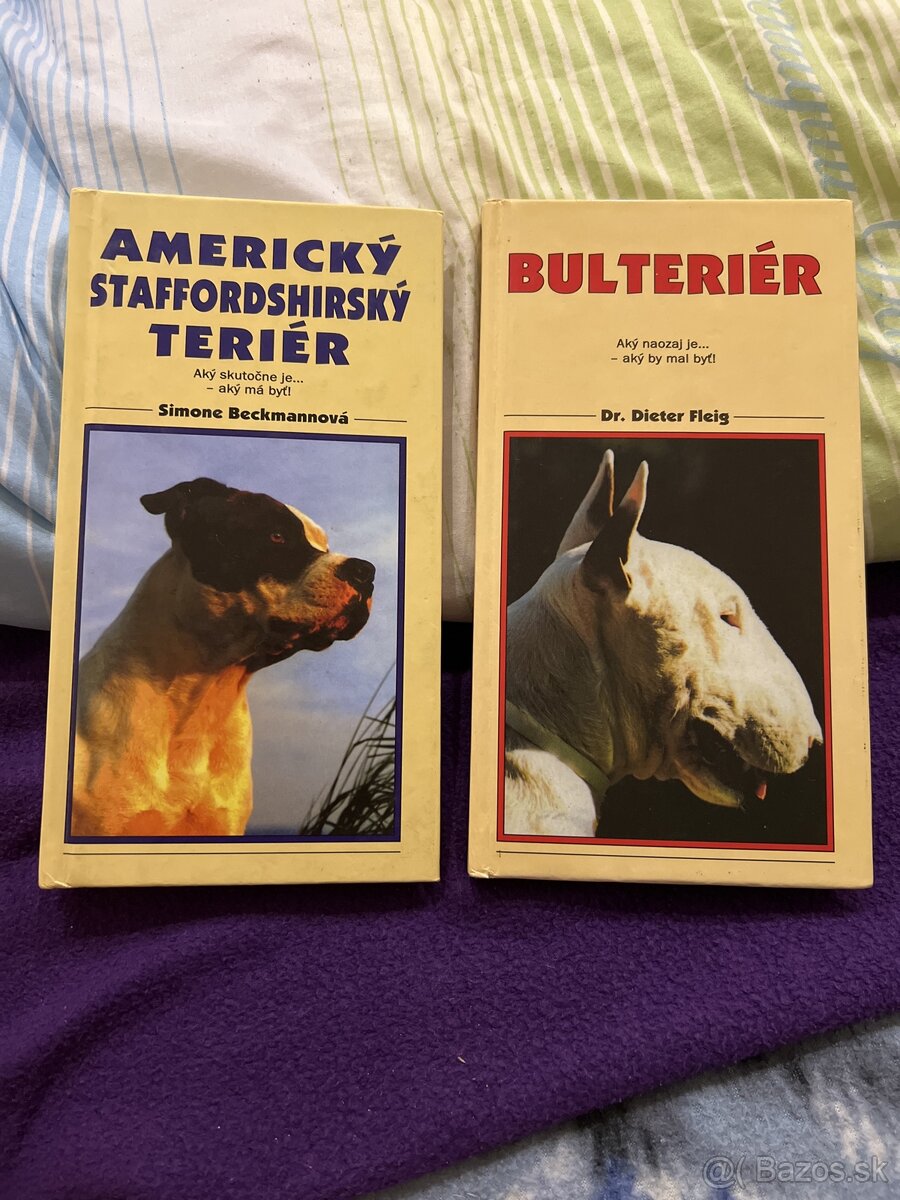 AMERICKÝ
STAFFORDSHIRSKÝ
TERIÉR
Aký skutočne je...
– aký má byť!
Simone Beckmannová
BULTERIÉR
Aký naozaj je...
– aký by mal byť!
Dr. Dieter Fleig
@( Bazos.sk